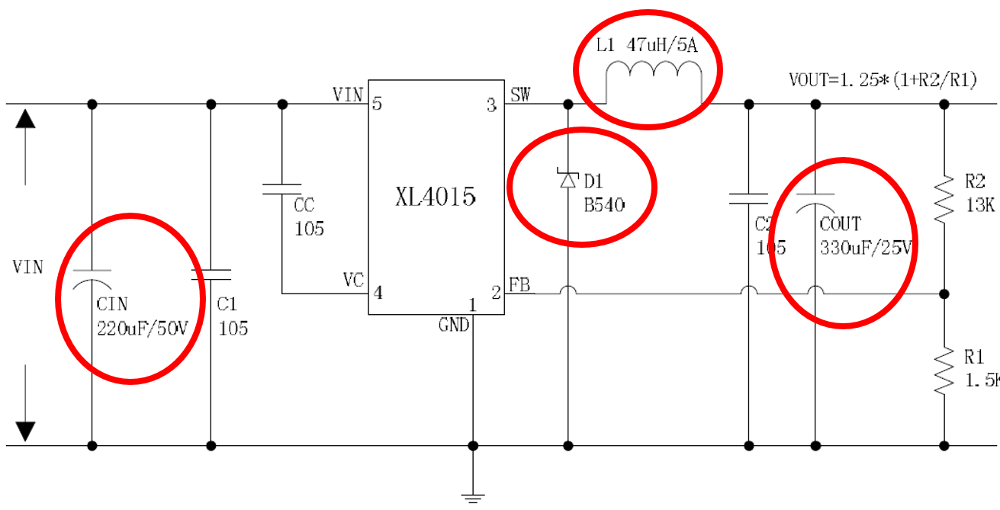 L1 47uH/5A
VOUT=1.25*(1+R2/R1)
VIN
5
3
SW
XL4015
D1
B540
CC
105
R2
13K
C2
105
COUT
330uF/25V
VIN
VC
4
2
FB
CIN
220uF/50V
C1
105
1
GND
R1
1.5K